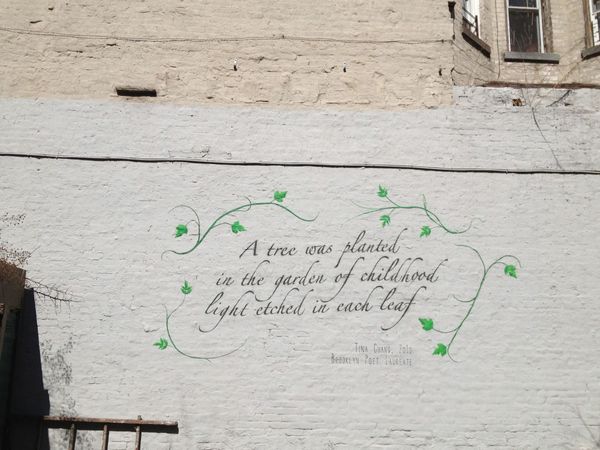 A tree was planted
in the garden of childhood
light etched in each leaf
Tina Chang, 2010
Brooklyn Poet Laureate